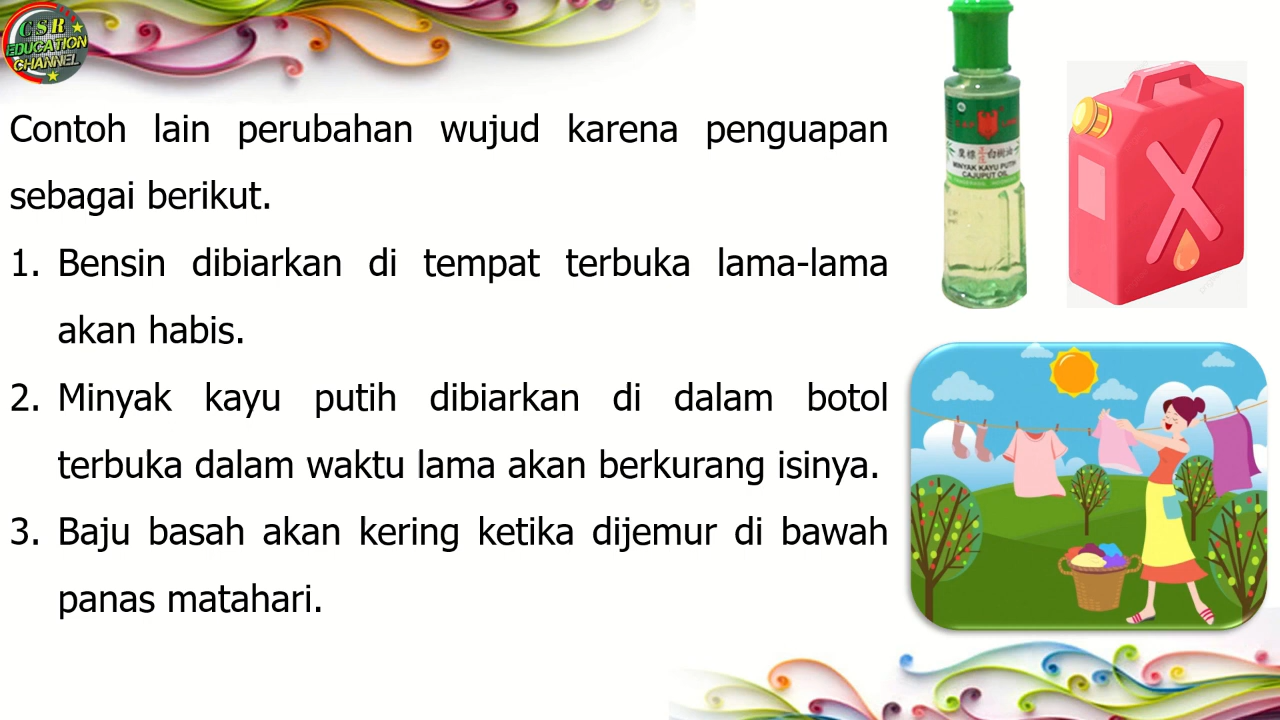 CSR
EDUCATION
CHANNEL
Contoh lain perubahan wujud karena penguapan
sebagai berikut.
1. Bensin dibiarkan di tempat terbuka lama-lama
akan habis.
2. Minyak kayu putih dibiarkan di dalam botol
terbuka dalam waktu lama akan berkurang isinya.
3. Baju basah akan kering ketika dijemur di bawah
panas matahari.
MINYAK KAYU PUTIH
CAJUPUT OIL